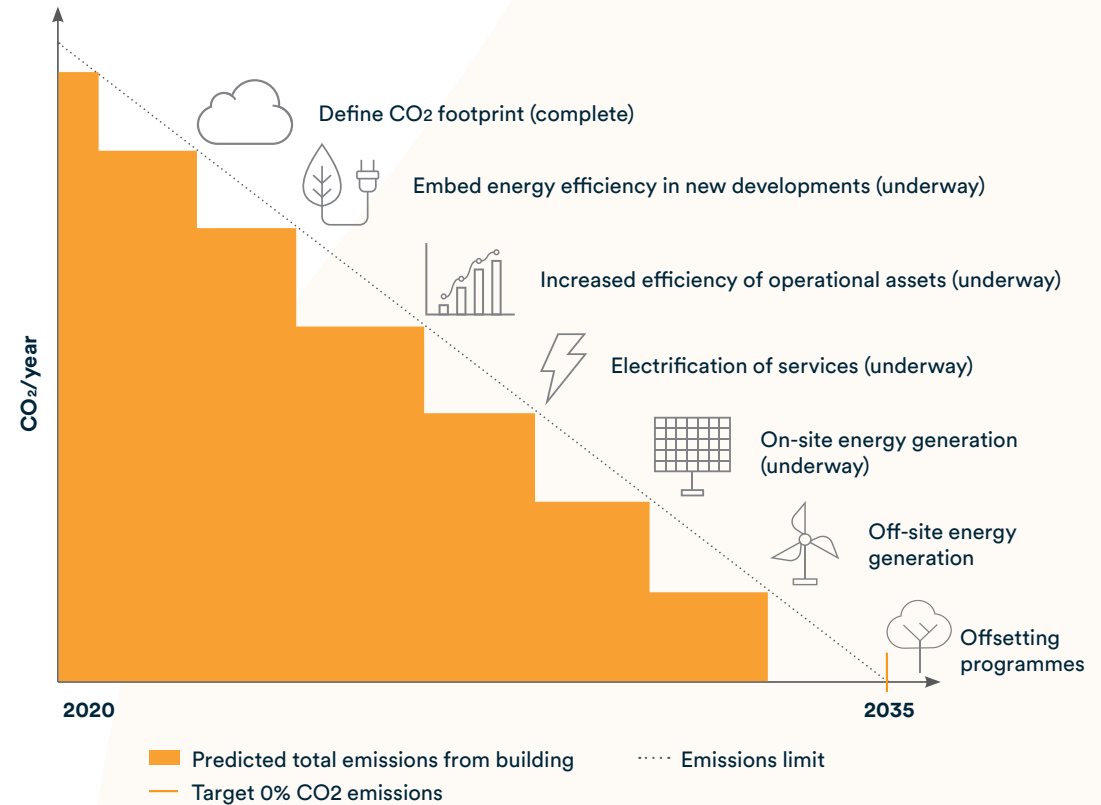 Define CO2 footprint (complete)
Embed energy efficiency in new developments (underway)
Increased efficiency of operational assets (underway)
Electrification of services (underway)
CO₂/year
On-site energy generation
(underway)
Off-site energy
generation
Offsetting
programmes
2020
2035
Predicted total emissions from building
Emissions limit
Target 0% CO2 emissions